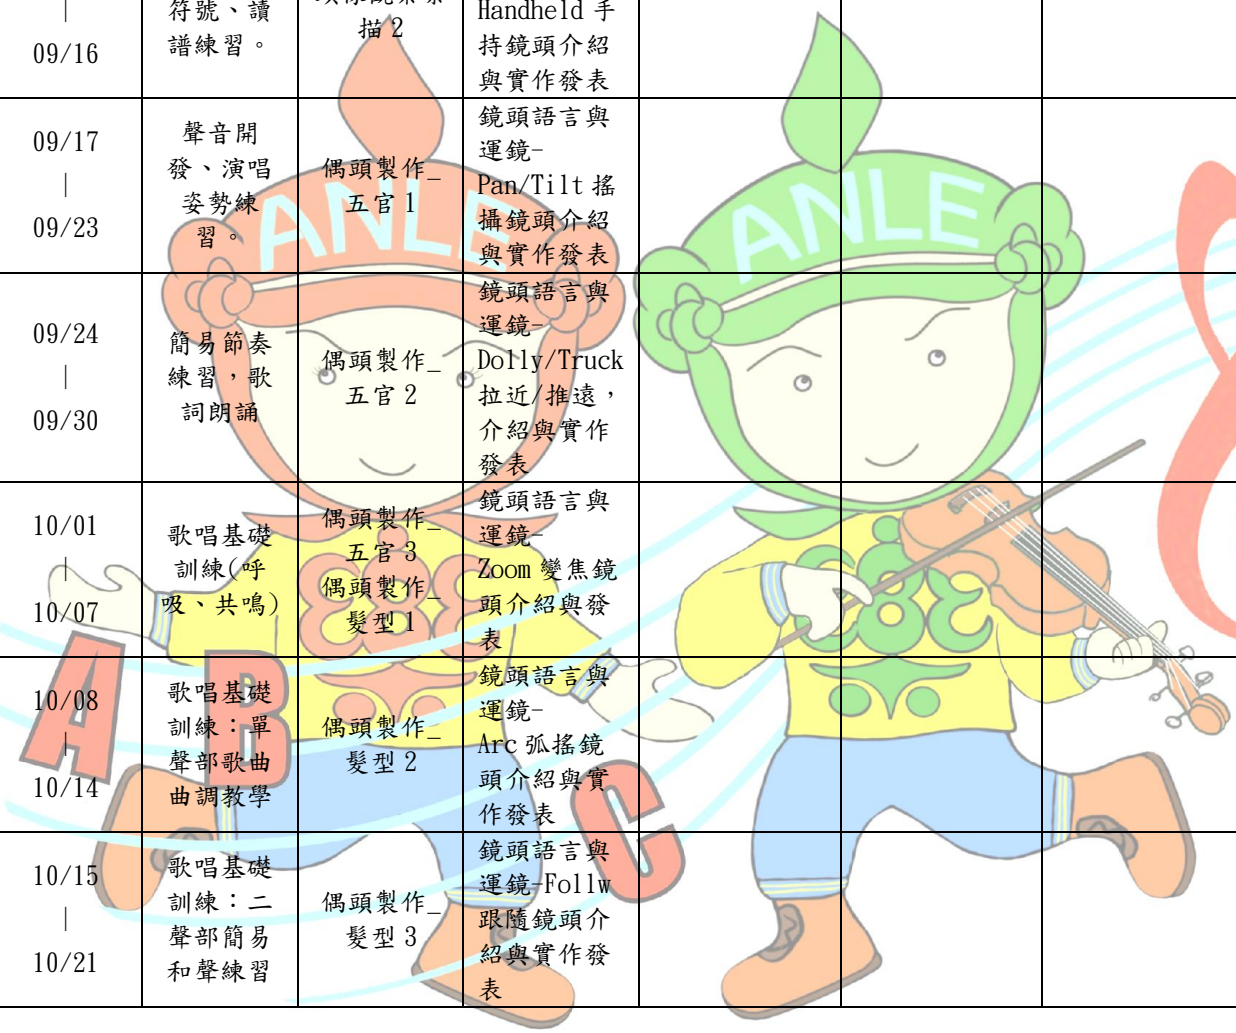 |
09/16
符號、讀
譜練習。
描 2
Handheld 手
持鏡頭介紹
與實作發表
09/17
|
09/23
聲音開
發、演唱
姿勢練
習。
偶頭製作_
五官 1
鏡頭語言與
運鏡-
Pan/Tilt 搖
攝鏡頭介紹
與實作發表
09/24
|
09/30
簡易節奏
練習，歌
詞朗誦
偶頭製作_
五官 2
鏡頭語言與
運鏡-
Dolly/Truck
拉近/推遠，
介紹與實作
發表
10/01
|
10/07
歌唱基礎
訓練(呼
吸、共鳴)
偶頭製作_
五官 3
偶頭製作_
髮型 1
鏡頭語言與
運鏡-
Zoom 變焦鏡
頭介紹與發
表
10/08
|
10/14
歌唱基礎
訓練：單
聲部歌曲
曲調教學
偶頭製作_
髮型 2
鏡頭語言與
運鏡-
Arc 弧搖鏡
頭介紹與實
作發表
10/15
|
10/21
歌唱基礎
訓練：二
聲部簡易
和聲練習
偶頭製作_
髮型 3
鏡頭語言與
運鏡-Follw
跟隨鏡頭介
紹與實作發
表
ANLE
ANLE
A
B
C